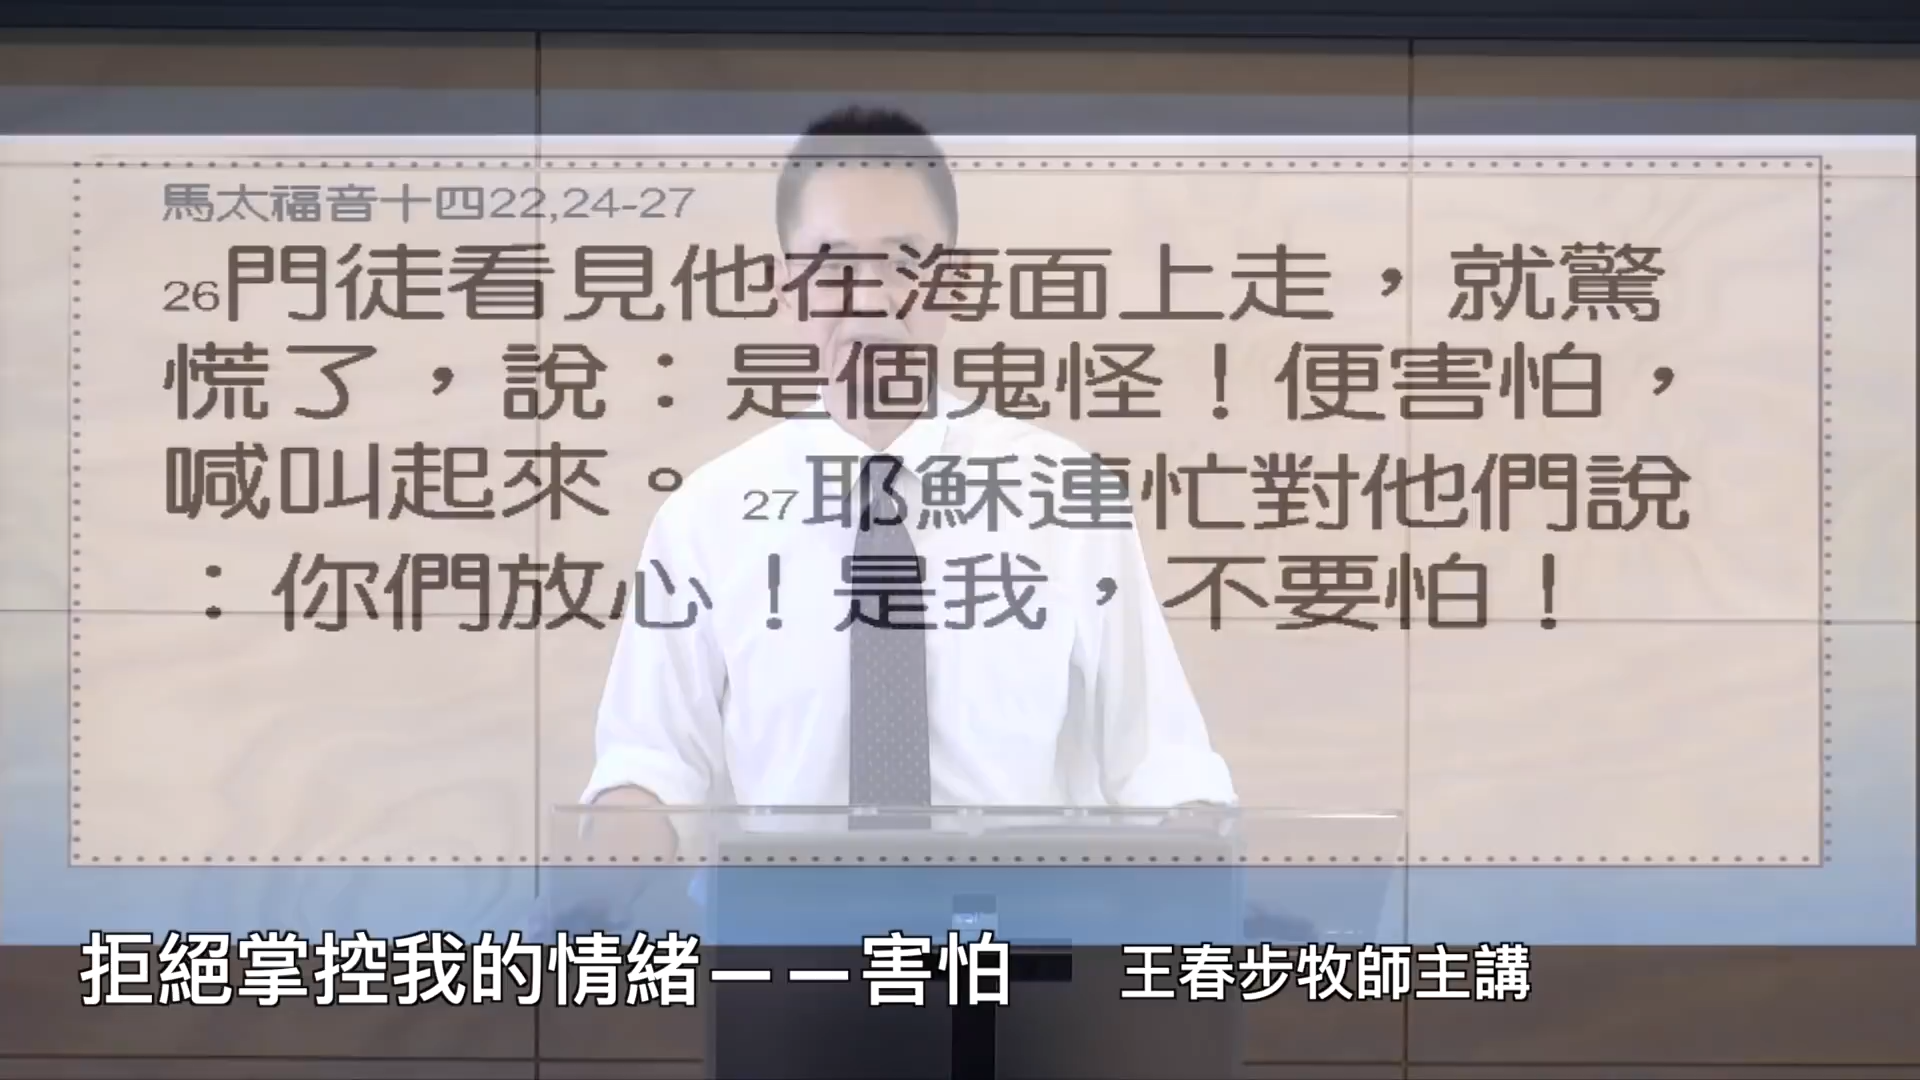 馬太福音十四22,24-27
26門徒看見他在海面上走，就驚
慌了，說：是個鬼怪！便害怕，
喊叫起來。 27耶穌連忙對他們說
：你們放心！是我，不要怕！
拒絕掌控我的情緒——害怕 王春步牧師主講